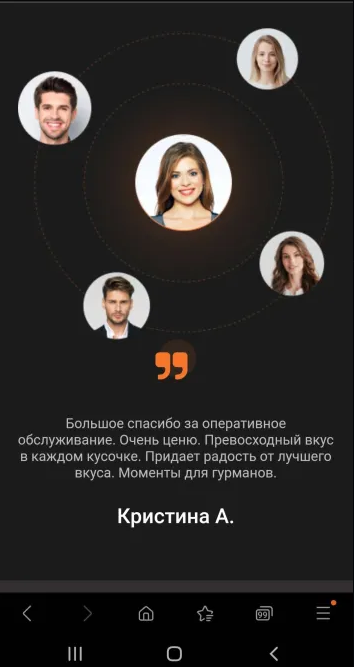 Большое спасибо за оперативное
обслуживание. Очень ценю. Превосходный вкус
в каждом кусочке. Придает радость от лучшего
вкуса. Моменты для гурманов.
Кристина А.
99